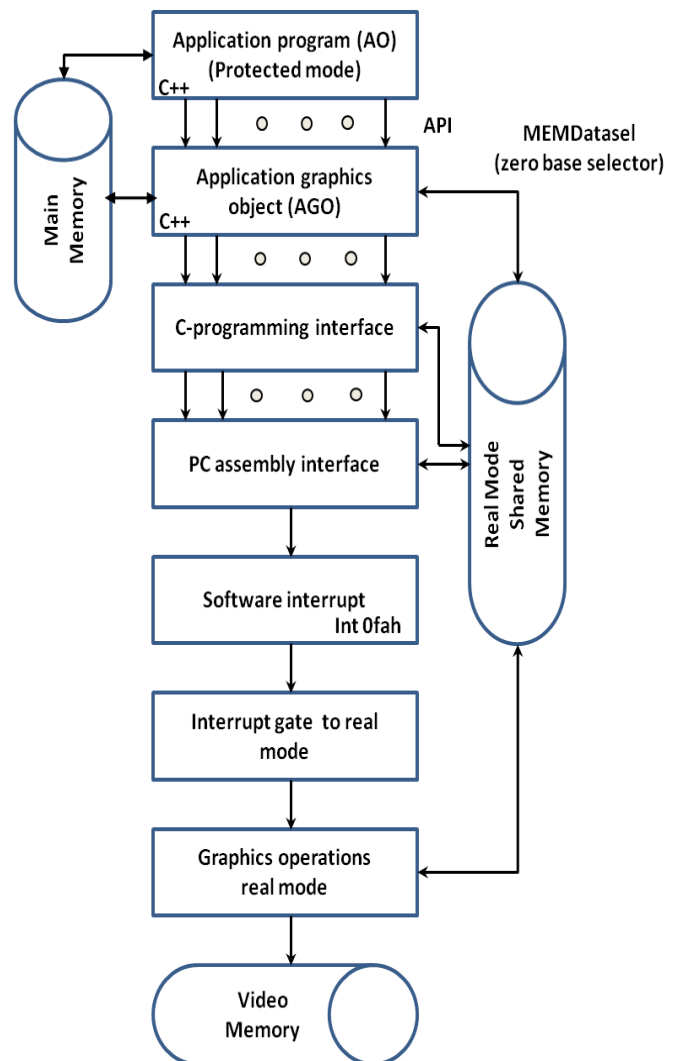 Application program (AO)
(Protected mode)
C++
API
MEMDatasel
(zero base selector)
Main
Memory
Application graphics
object (AGO)
C++
C-programming interface
PC assembly interface
Real Mode
Shared
Memory
Software interrupt
Int 0fah
Interrupt gate to real
mode
Graphics operations
real mode
Video
Memory